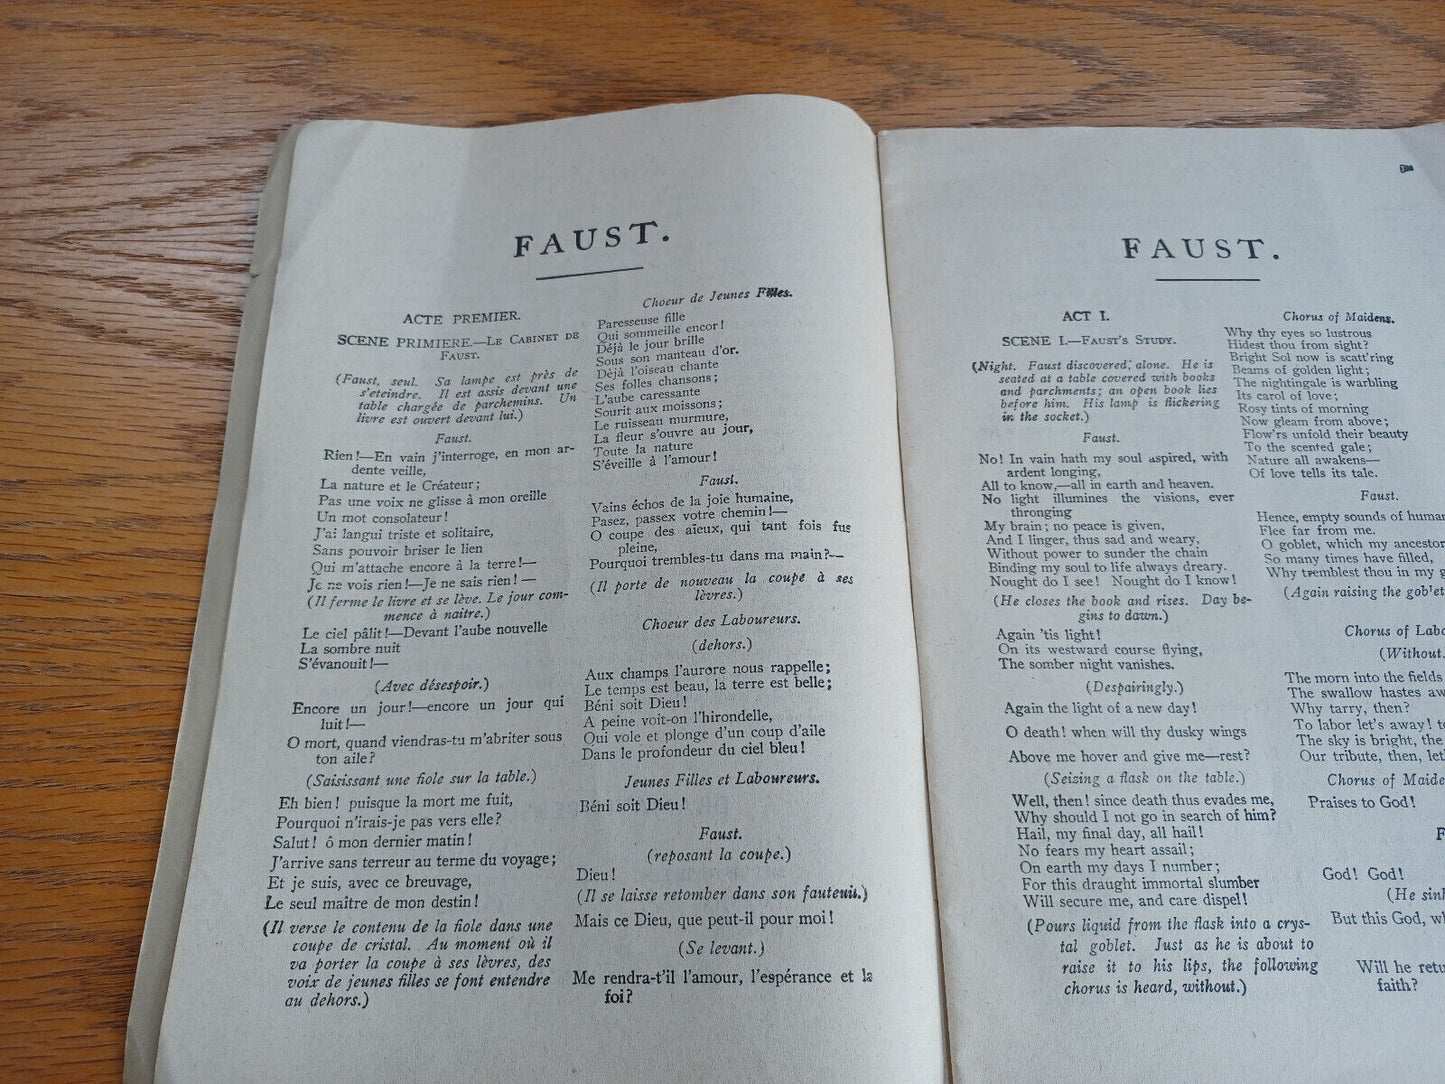 FAUST.
ACTE PREMIER.
SCENE PRIMIERE.—LE CABINET DE
FAUST.
(Faust, seul. Sa lampe est près de
s'eteindre. Il est assis devant une
table chargée de parchemins. Un
livre est ouvert devant lui.)
Faust.
Rien!—En vain j'interroge, en mon ar-
dente veille,
La nature et le Créateur;
Pas une voix ne glisse à mon oreille
Un mot consolateur!
J'ai langui triste et solitaire,
Sans pouvoir briser le lien
Qui m'attache encore à la terre!—
Je ne vois rien!—Je ne sais rien!—
(Il ferme le livre et se lève. Le jour com-
mence à naitre.)
Le ciel pâlit!—Devant l'aube nouvelle
La sombre nuit
S'évanouit!—
(Avec désespoir.)
Encore un jour!—encore un jour qui
luit!—
O mort, quand viendras-tu m'abriter sous
ton aile?
(Saisissant une fiole sur la table.)
Eh bien! puisque la mort me fuit,
Pourquoi n'irais-je pas vers elle?
Salut! ô mon dernier matin!
J'arrive sans terreur au terme du voyage;
Et je suis, avec ce breuvage,
Le seul maître de mon destin!
(Il verse le contenu de la fiole dans une
coupe de cristal. Au moment où il
va porter la coupe à ses lèvres, des
voix de jeunes filles se font entendre
au dehors.)
Choeur de Jeunes Filles.
Paresseuse fille
Qui sommeille encor!
Déjà le jour brille
Sous son manteau d'or.
Dèjà l'oiseau chante
Ses folles chansons;
L'aube caressante
Sourit aux moissons;
Le ruisseau murmure,
La fleur s'ouvre au jour,
Toute la nature
S'éveille à l'amour!
Faust.
Vains échos de la joie humaine,
Pasez, passex votre chemin!—
O coupe des aïeux, qui tant fois fus
pleine,
Pourquoi trembles-tu dans ma main?—
(Il porte de nouveau la coupe à ses
lèvres.)
Choeur des Laboureurs.
(dehors.)
Aux champs l'aurore nous rappelle;
Le temps est beau, la terre est belle;
Béni soit Dieu!
A peine voit-on l'hirondelle,
Qui vole et plonge d'un coup d'aile
Dans le profondeur du ciel bleu!
Jeunes Filles et Laboureurs.
Béni soit Dieu!
Faust.
(reposant la coupe.)
Dieu!
(Il se laisse retomber dans son fauteuil.)
Mais ce Dieu, que peut-il pour moi!
(Se levant.)
Me rendra-t'il l'amour, l'espérance et la
foi?
FAUST.
ACT I.
SCENE I.—FAUST'S STUDY.
(Night. Faust discovered, alone. He is
seated at a table covered with books
and parchments; an open book lies
before him. His lamp is flickering
in the socket.)
Faust.
No! In vain hath my soul aspired, with
ardent longing,
All to know,—all in earth and heaven.
No light illumines the visions, ever
thronging
My brain; no peace is given,
And I linger, thus sad and weary,
Without power to sunder the chain
Binding my soul to life always dreary.
Nought do I see! Nought do I know!
(He closes the book and rises. Day be-
gins to dawn.)
Again 'tis light!
On its westward course flying,
The somber night vanishes.
(Despairingly.)
Again the light of a new day!
O death! when will thy dusky wings
Above me hover and give me—rest?
(Seizing a flask on the table.)
Well, then! since death thus evades me,
Why should I not go in search of him?
Hail, my final day, all hail!
No fears my heart assail;
On earth my days I number;
For this draught immortal slumber
Will secure me, and care dispel!
(Pours liquid from the flask into a crys-
tal goblet. Just as he is about to
raise it to his lips, the following
chorus is heard, without.)
Chorus of Maidens.
Why thy eyes so lustrous
Hidest thou from sight?
Bright Sol now is scatt'ring
Beams of golden light;
The nightingale is warbling
Its carol of love;
Rosy tints of morning
Now gleam from above;
Flow'rs unfold their beauty
To the scented gale;
Nature all awakens—
Of love tells its tale.
Faust.
Hence, empty sounds of human
Flee far from me.
O goblet, which my ancestor
So many times have filled,
Why tremblest thou in my g
(Again raising the goblet
Chorus of Labo
(Without.
The morn into the fields
The swallow hastes aw
Why tarry, then?
To labor let's away! to
The sky is bright, the
Our tribute, then, let'
Chorus of Maide
Praises to God!
F
God! God!
(He sin
But this God, wh
Will he retu
faith?